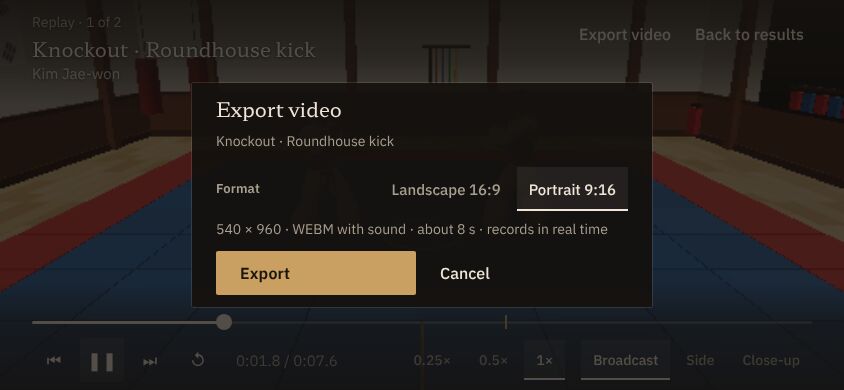 Replay · 1 of 2
Knockout · Roundhouse kick
Kim Jae-won
Export video
Back to results
Export video
Knockout · Roundhouse kick
Format
Landscape 16:9
Portrait 9:16
540 × 960 · WEBM with sound · about 8 s · records in real time
Export
Cancel
0:01.8 / 0:07.6
0.25×
0.5×
1×
Broadcast
Side
Close-up